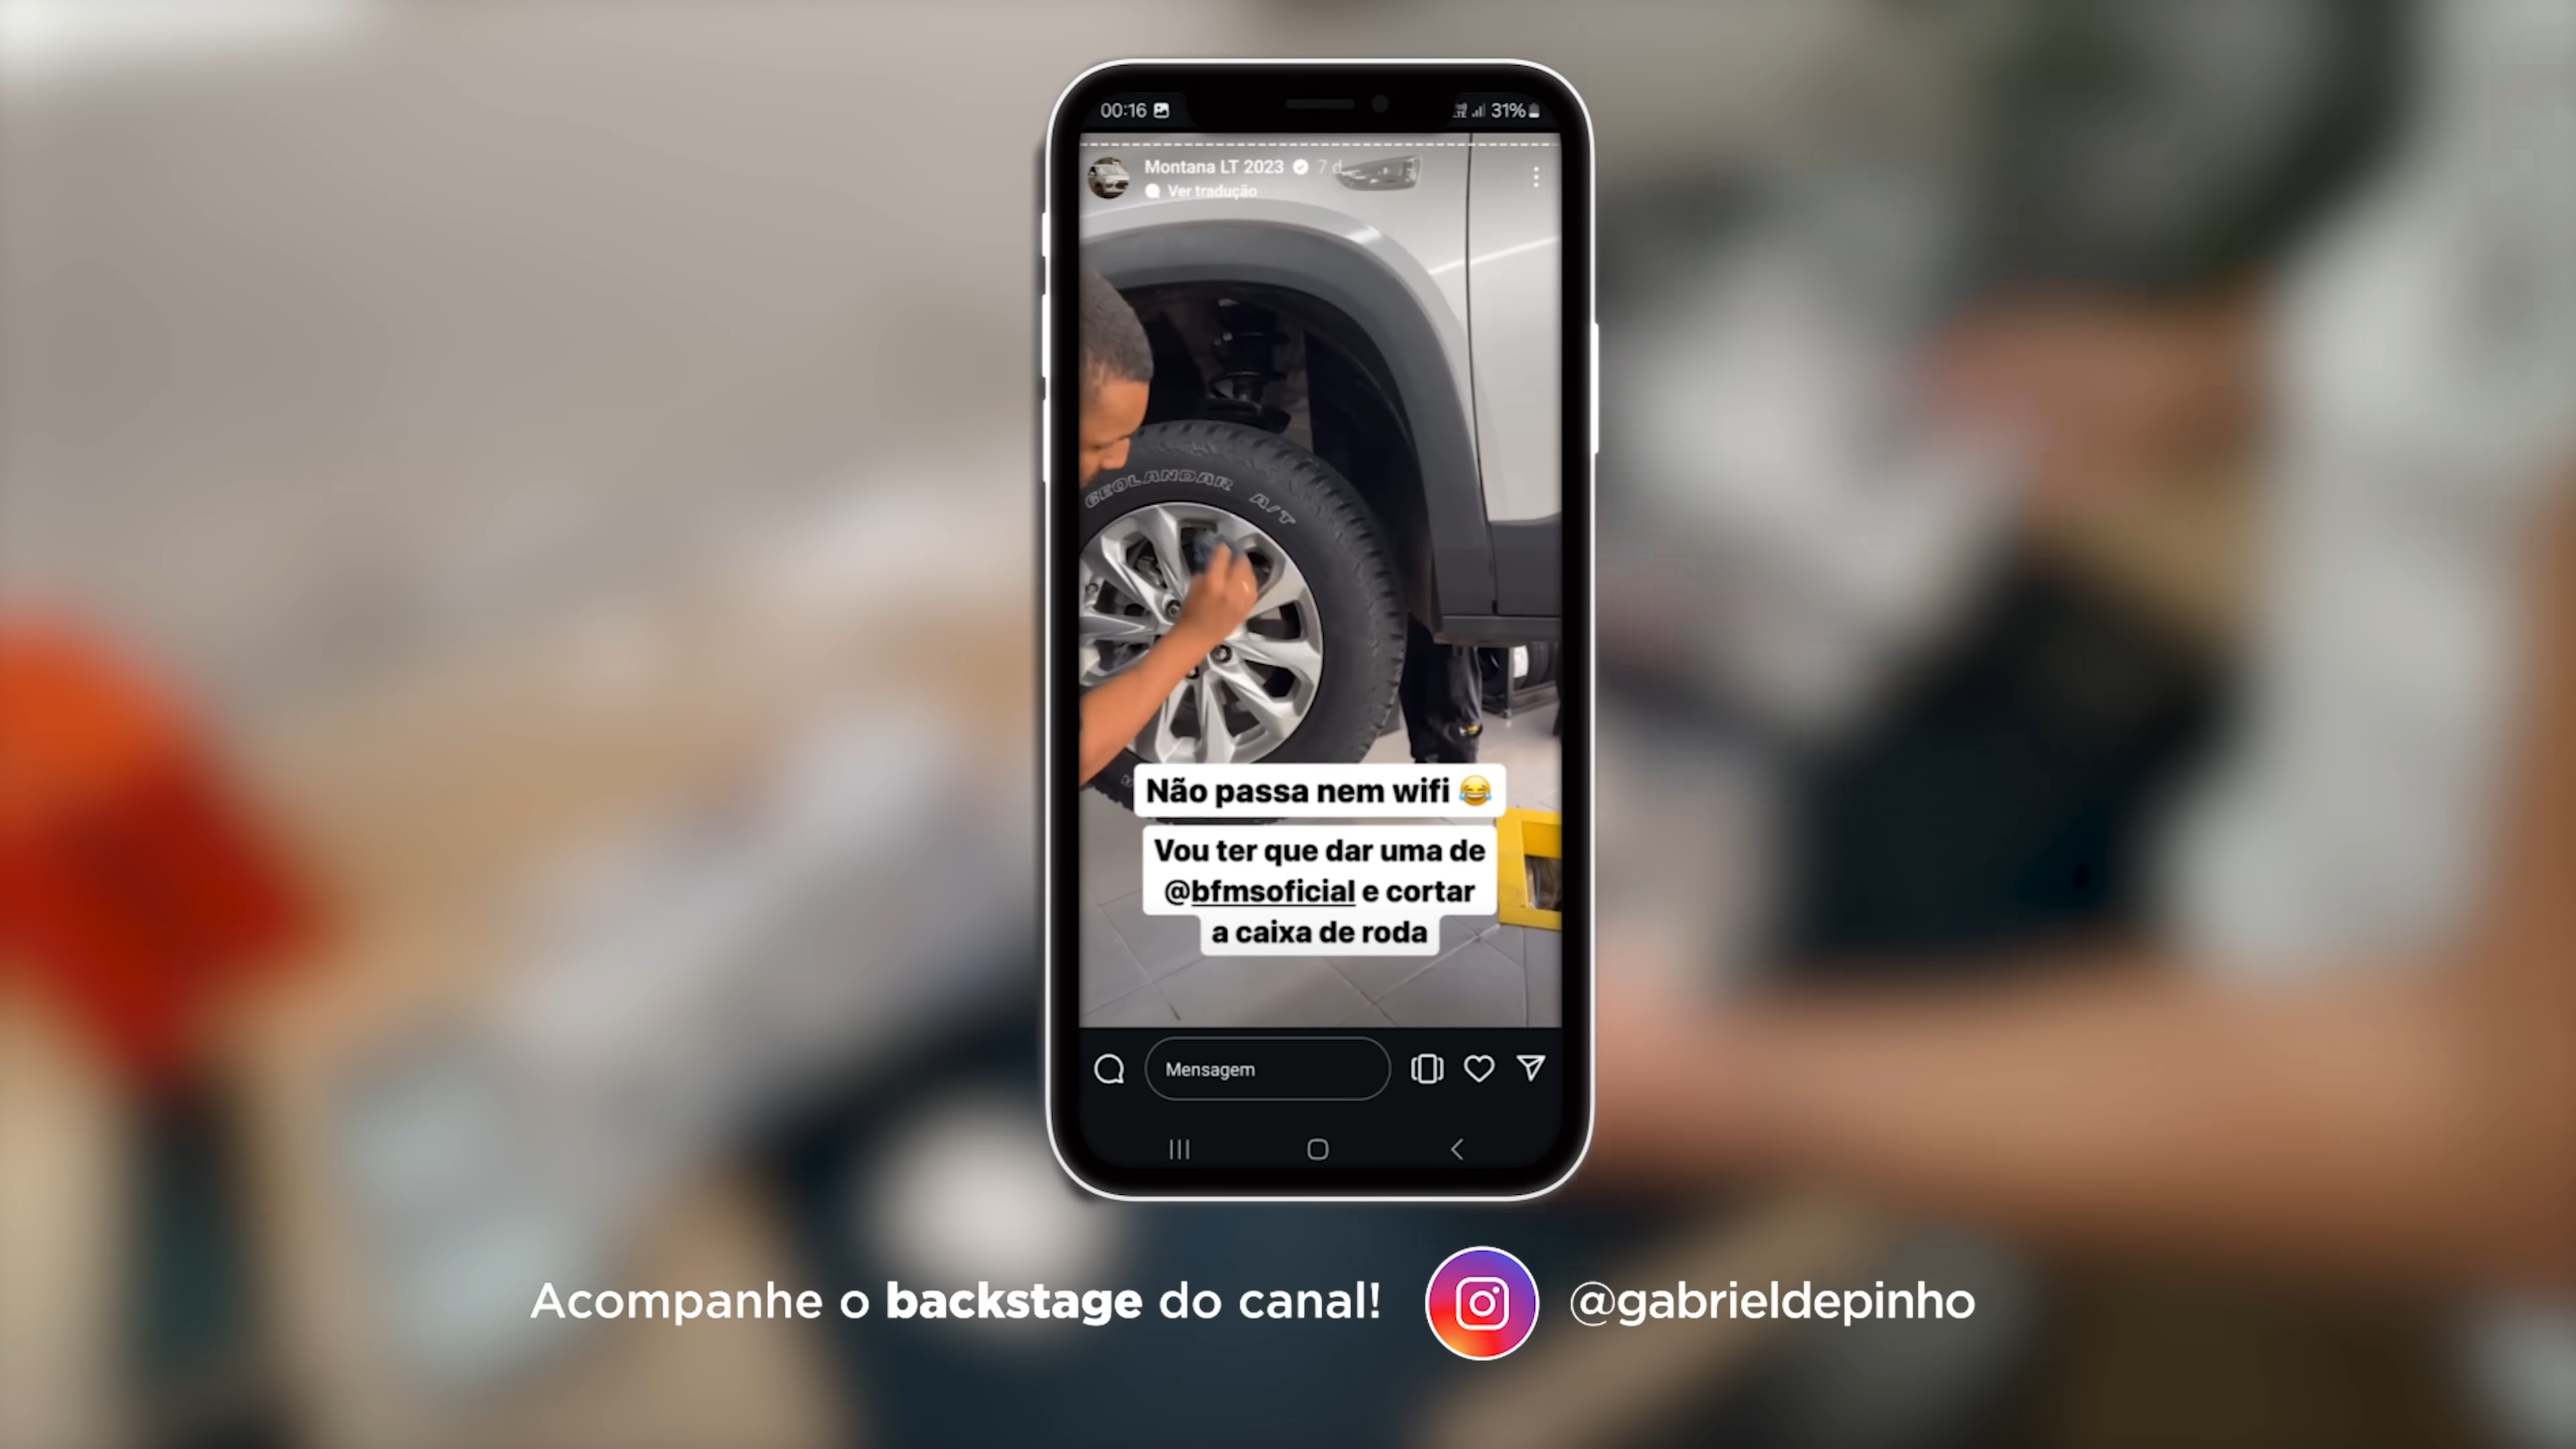 00:16
31%
Montana LT 2023
7 d
Ver tradução
GEOLANDAR A/T
Não passa nem wifi 😂
Vou ter que dar uma de
@bfmsoficial e cortar
a caixa de roda
Mensagem
Acompanhe o backstage do canal!
@gabrieldepinho